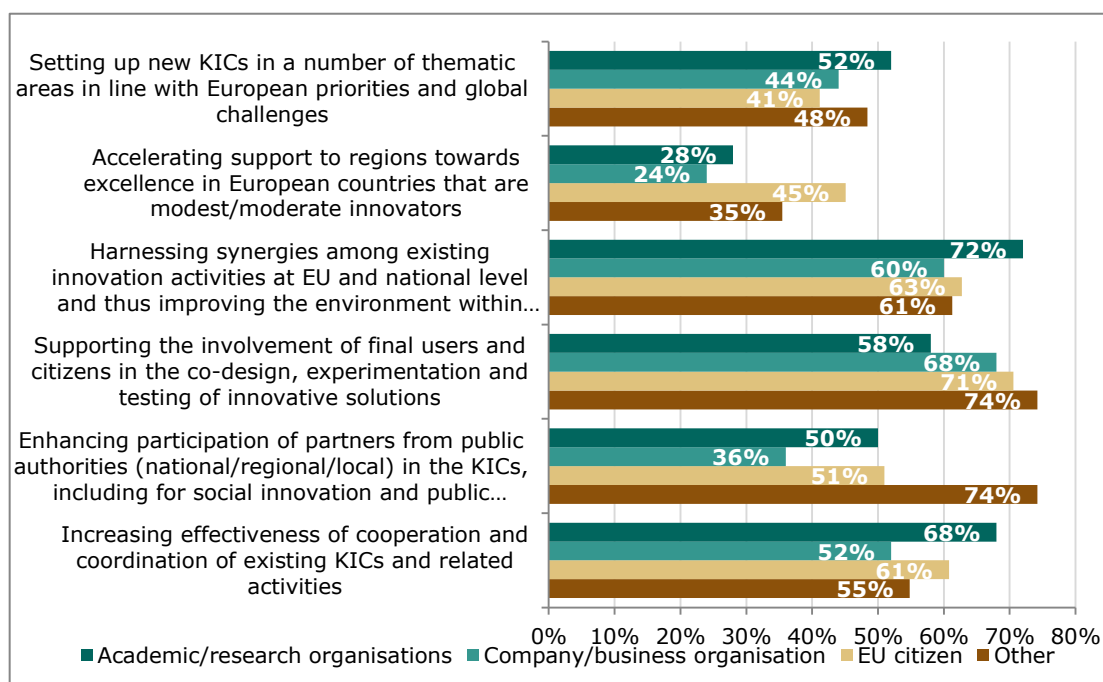 Setting up new KICs in a number of thematic
areas in line with European priorities and global
challenges
52%
44%
41%
48%
Accelerating support to regions towards
excellence in European countries that are
modest/moderate innovators
28%
24%
45%
35%
Harnessing synergies among existing
innovation activities at EU and national level
and thus improving the environment within…
72%
60%
63%
61%
Supporting the involvement of final users and
citizens in the co-design, experimentation and
testing of innovative solutions
58%
68%
71%
74%
Enhancing participation of partners from public
authorities (national/regional/local) in the KICs,
including for social innovation and public…
50%
36%
51%
74%
Increasing effectiveness of cooperation and
coordination of existing KICs and related
activities
68%
52%
61%
55%
0% 10% 20% 30% 40% 50% 60% 70% 80%
Academic/research organisations Company/business organisation EU citizen Other